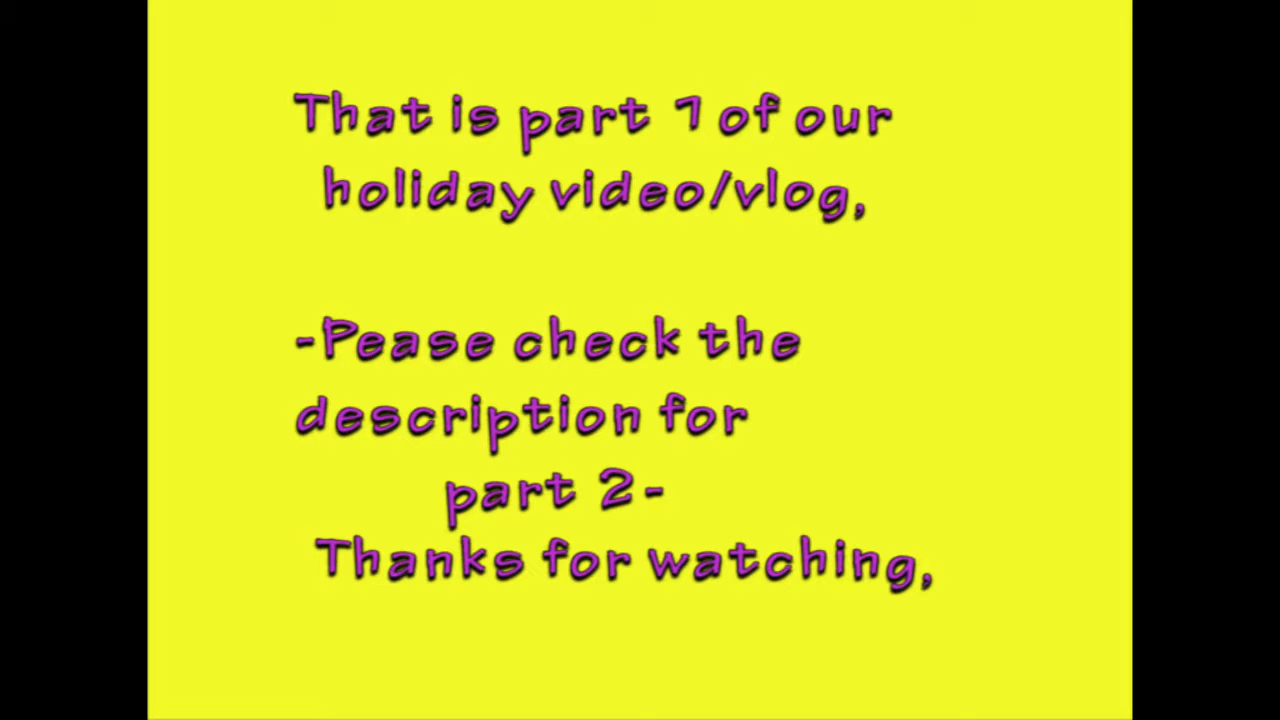 That is part 1 of our
holiday video/vlog,
-Pease check the
description for
part 2-
Thanks for watching,